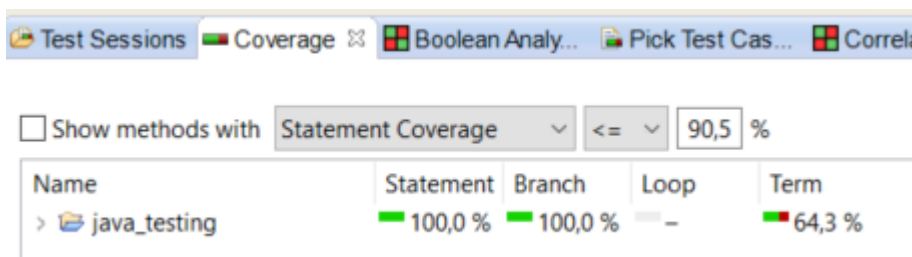 Test Sessions Coverage Boolean Analy... Pick Test Cas... Correla
Show methods with Statement Coverage <= 90,5 %
Name Statement Branch Loop Term
java_testing 100,0 % 100,0 % – 64,3 %